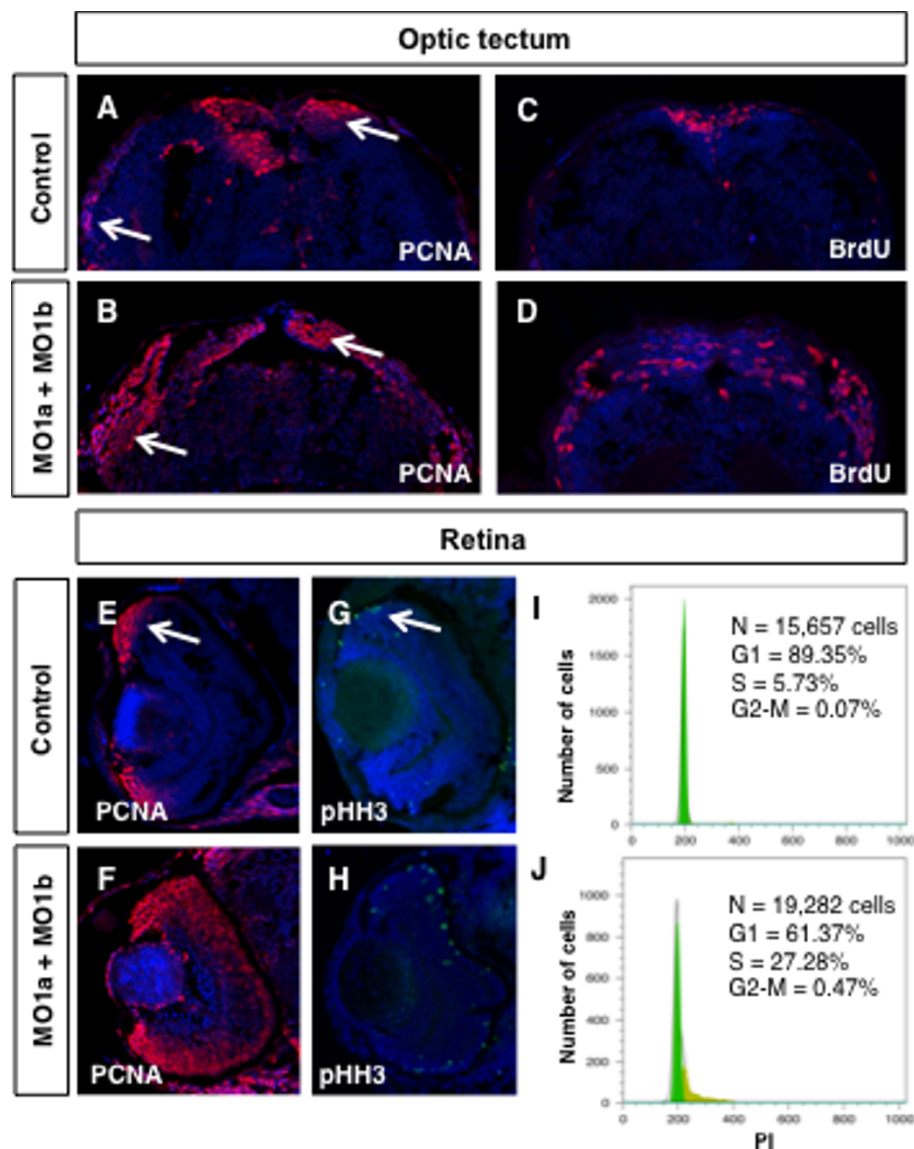 Optic tectum
Control
A
PCNA
C
BrdU
MO1a + MO1b
B
PCNA
D
BrdU
Retina
Control
E
PCNA
G
pHH3
I
2000
1500
1000
500
0
Number of cells
N = 15,657 cells
G1 = 89.35%
S = 5.73%
G2-M = 0.07%
0 200 400 600 800 1000
MO1a + MO1b
F
PCNA
H
pHH3
J
1000
800
600
400
200
0
Number of cells
N = 19,282 cells
G1 = 61.37%
S = 27.28%
G2-M = 0.47%
0 200 400 600 800 1000
PI